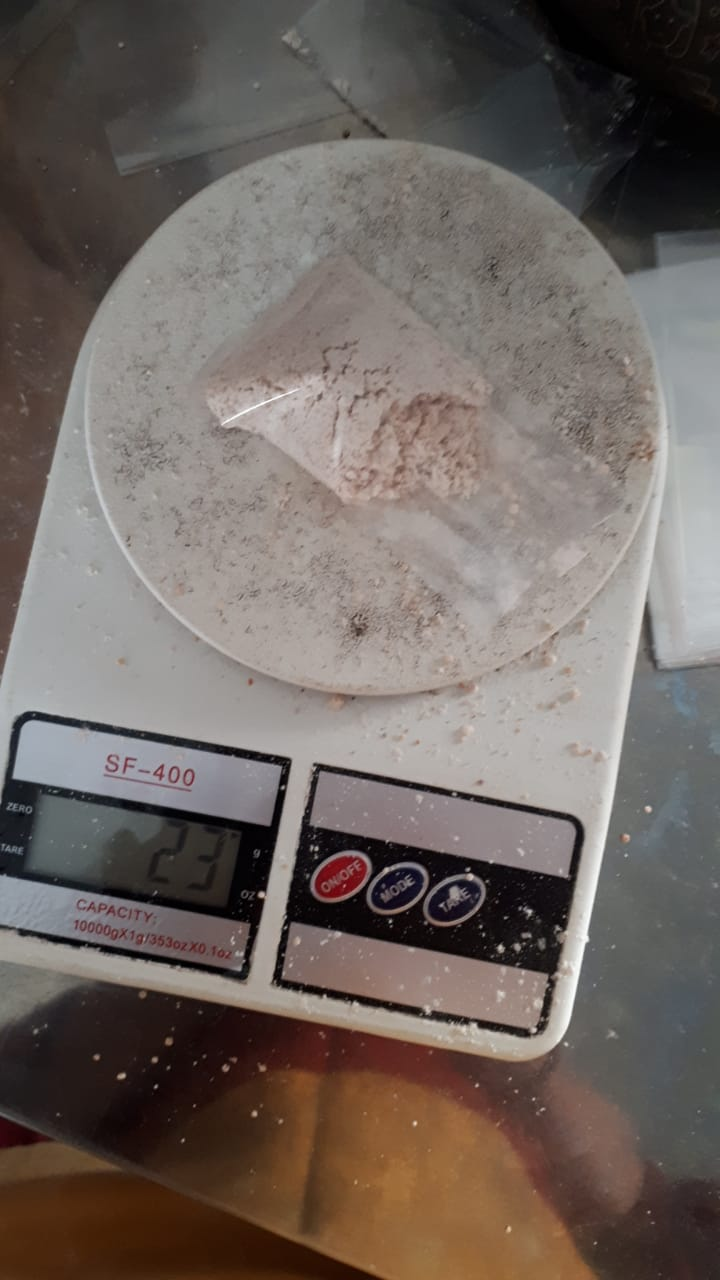 SF-400
ZERO
TARE
23
g
oz
CAPACITY:
10000gX1g/353ozX0.1oz
ON/OFF
MODE
TARE